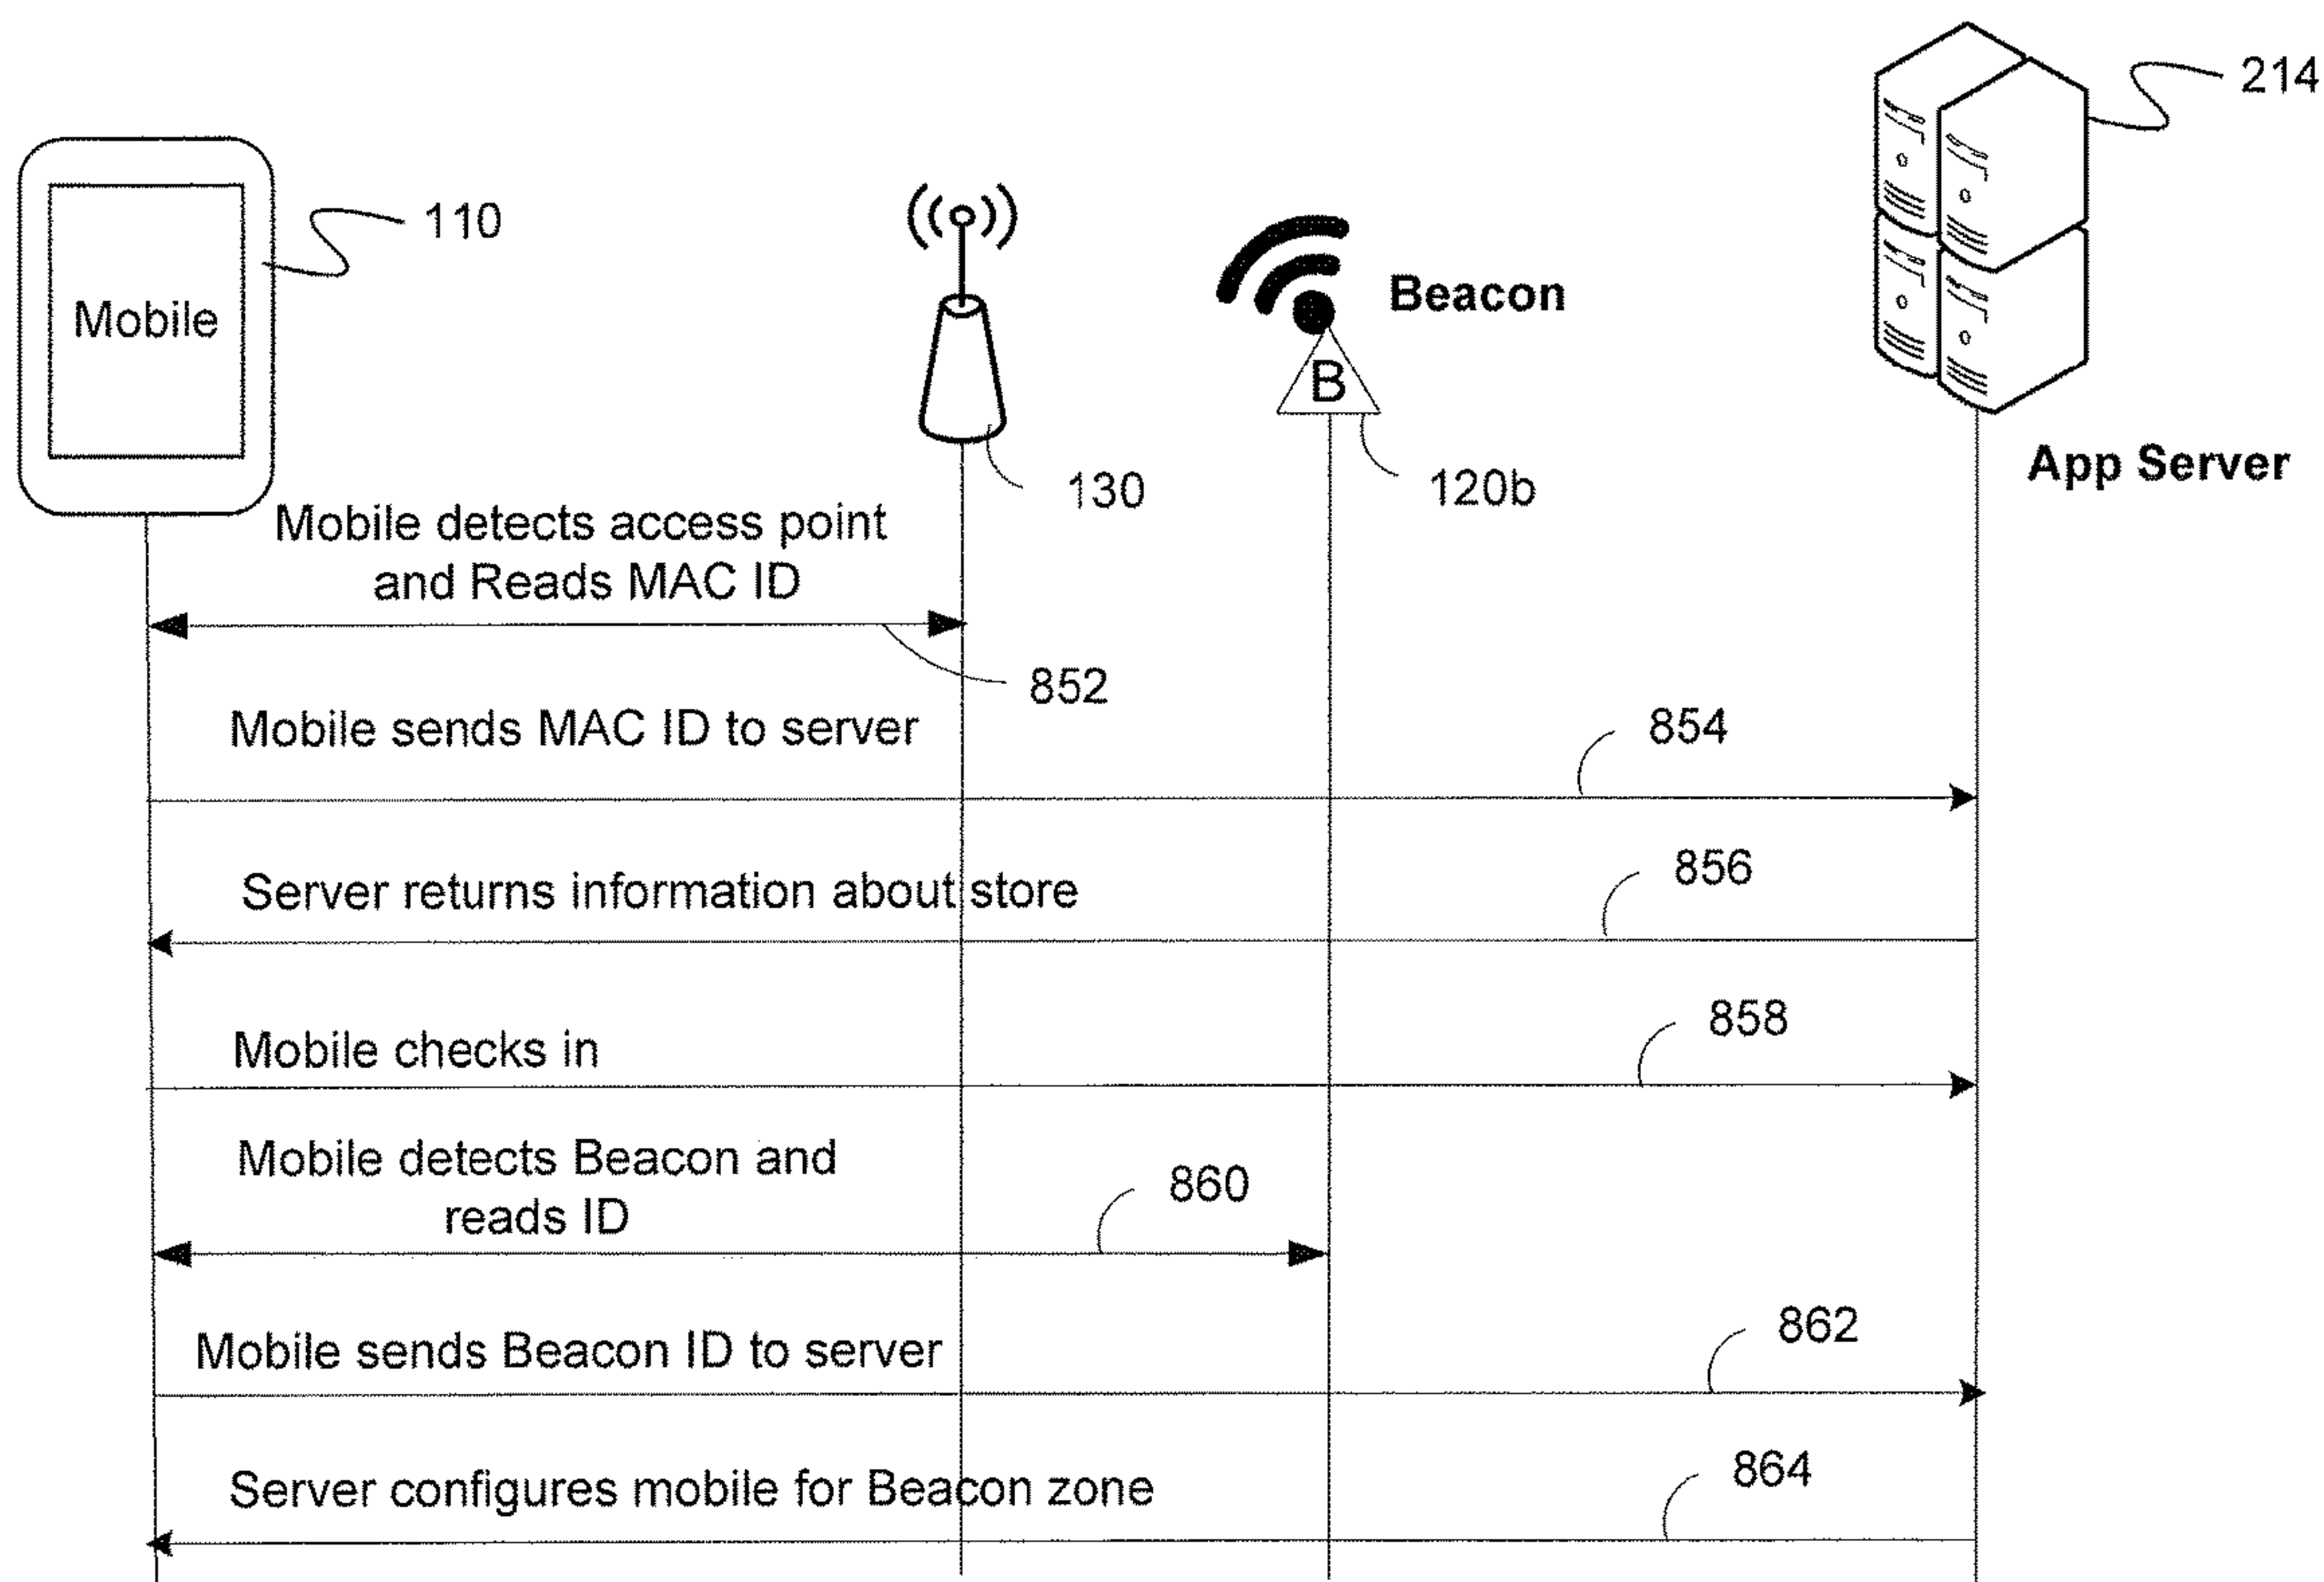 214
110
Mobile
Beacon
B
App Server
130
120b
Mobile detects access point
and Reads MAC ID
852
Mobile sends MAC ID to server
854
Server returns information about store
856
Mobile checks in
858
Mobile detects Beacon and
reads ID
860
Mobile sends Beacon ID to server
862
Server configures mobile for Beacon zone
864